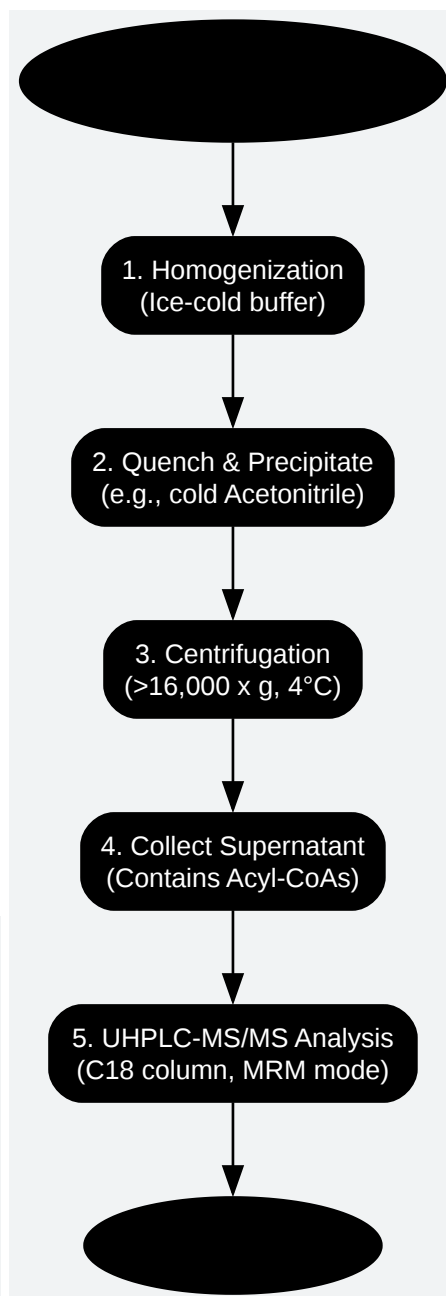 1. Homogenization
(Ice-cold buffer)
2. Quench & Precipitate
(e.g., cold Acetonitrile)
3. Centrifugation
(>16,000 x g, 4°C)
4. Collect Supernatant
(Contains Acyl-CoAs)
5. UHPLC-MS/MS Analysis
(C18 column, MRM mode)